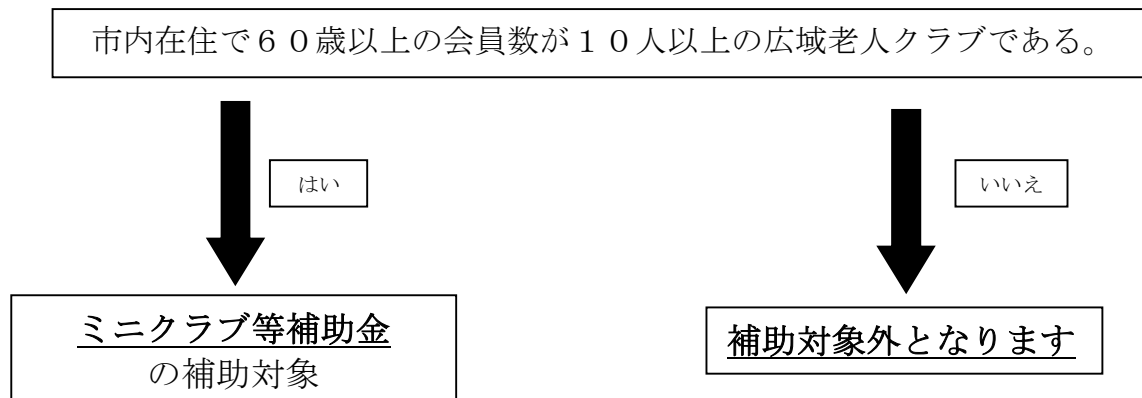 市内在住で６０歳以上の会員数が１０人以上の広域老人クラブである。
はい
いいえ
ミニクラブ等補助金
の補助対象
補助対象外となります